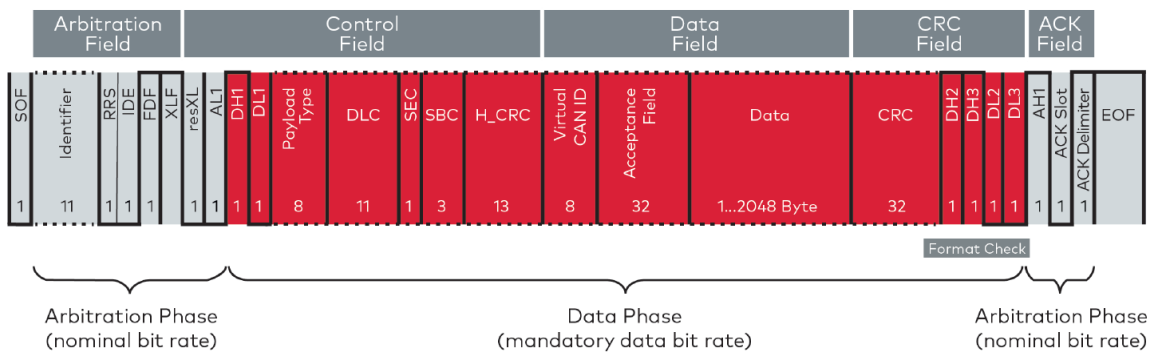 Arbitration
Field
Control
Field
Data
Field
CRC
Field
ACK
Field
SOF
Identifier
RRS
IDE
FDF
XLF
resXL
AL1
DH1
DL1
Payload
Type
DLC
SEC
SBC
H_CRC
Virtual
CAN ID
Acceptance
Field
Data
CRC
DH2
DH3
DL2
DL3
AH1
ACK Slot
ACK Delimiter
EOF
1
11
1
1
1
1
1
1
1
8
11
1
3
13
8
32
1...2048 Byte
32
1
1
1
1
1
1
1
Format Check
Arbitration Phase
(nominal bit rate)
Data Phase
(mandatory data bit rate)
Arbitration Phase
(nominal bit rate)